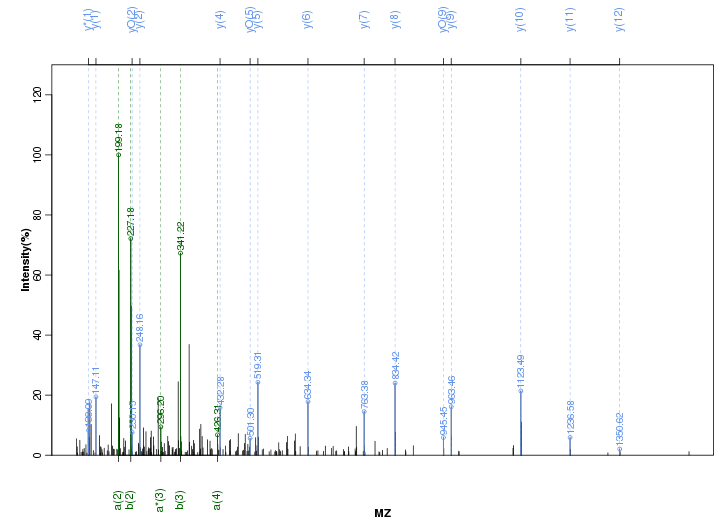 y*(1)
y(1)
yO(2)
y(2)
y(4)
yO(5)
y(5)
y(6)
y(7)
y(8)
yO(9)
y(9)
y(10)
y(11)
y(12)
Intensity(%)
0
20
40
60
80
100
120
147.11
199.18
227.18
248.16
296.20
341.22
426.31
432.28
501.30
519.31
634.34
763.38
834.42
945.45
963.46
1123.49
1236.58
1350.62
a(2)
b(2)
a*(3)
b(3)
a(4)
MZ